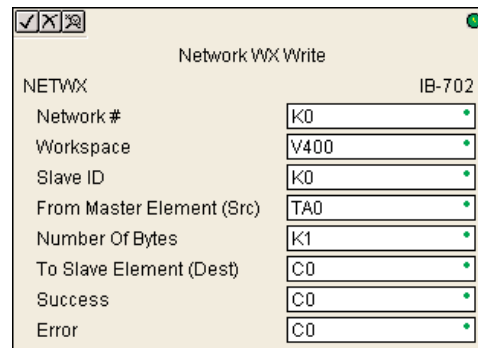 Network WX Write
NETWX IB-702
Network # K0
Workspace V400
Slave ID K0
From Master Element (Src) TA0
Number Of Bytes K1
To Slave Element (Dest) C0
Success C0
Error C0